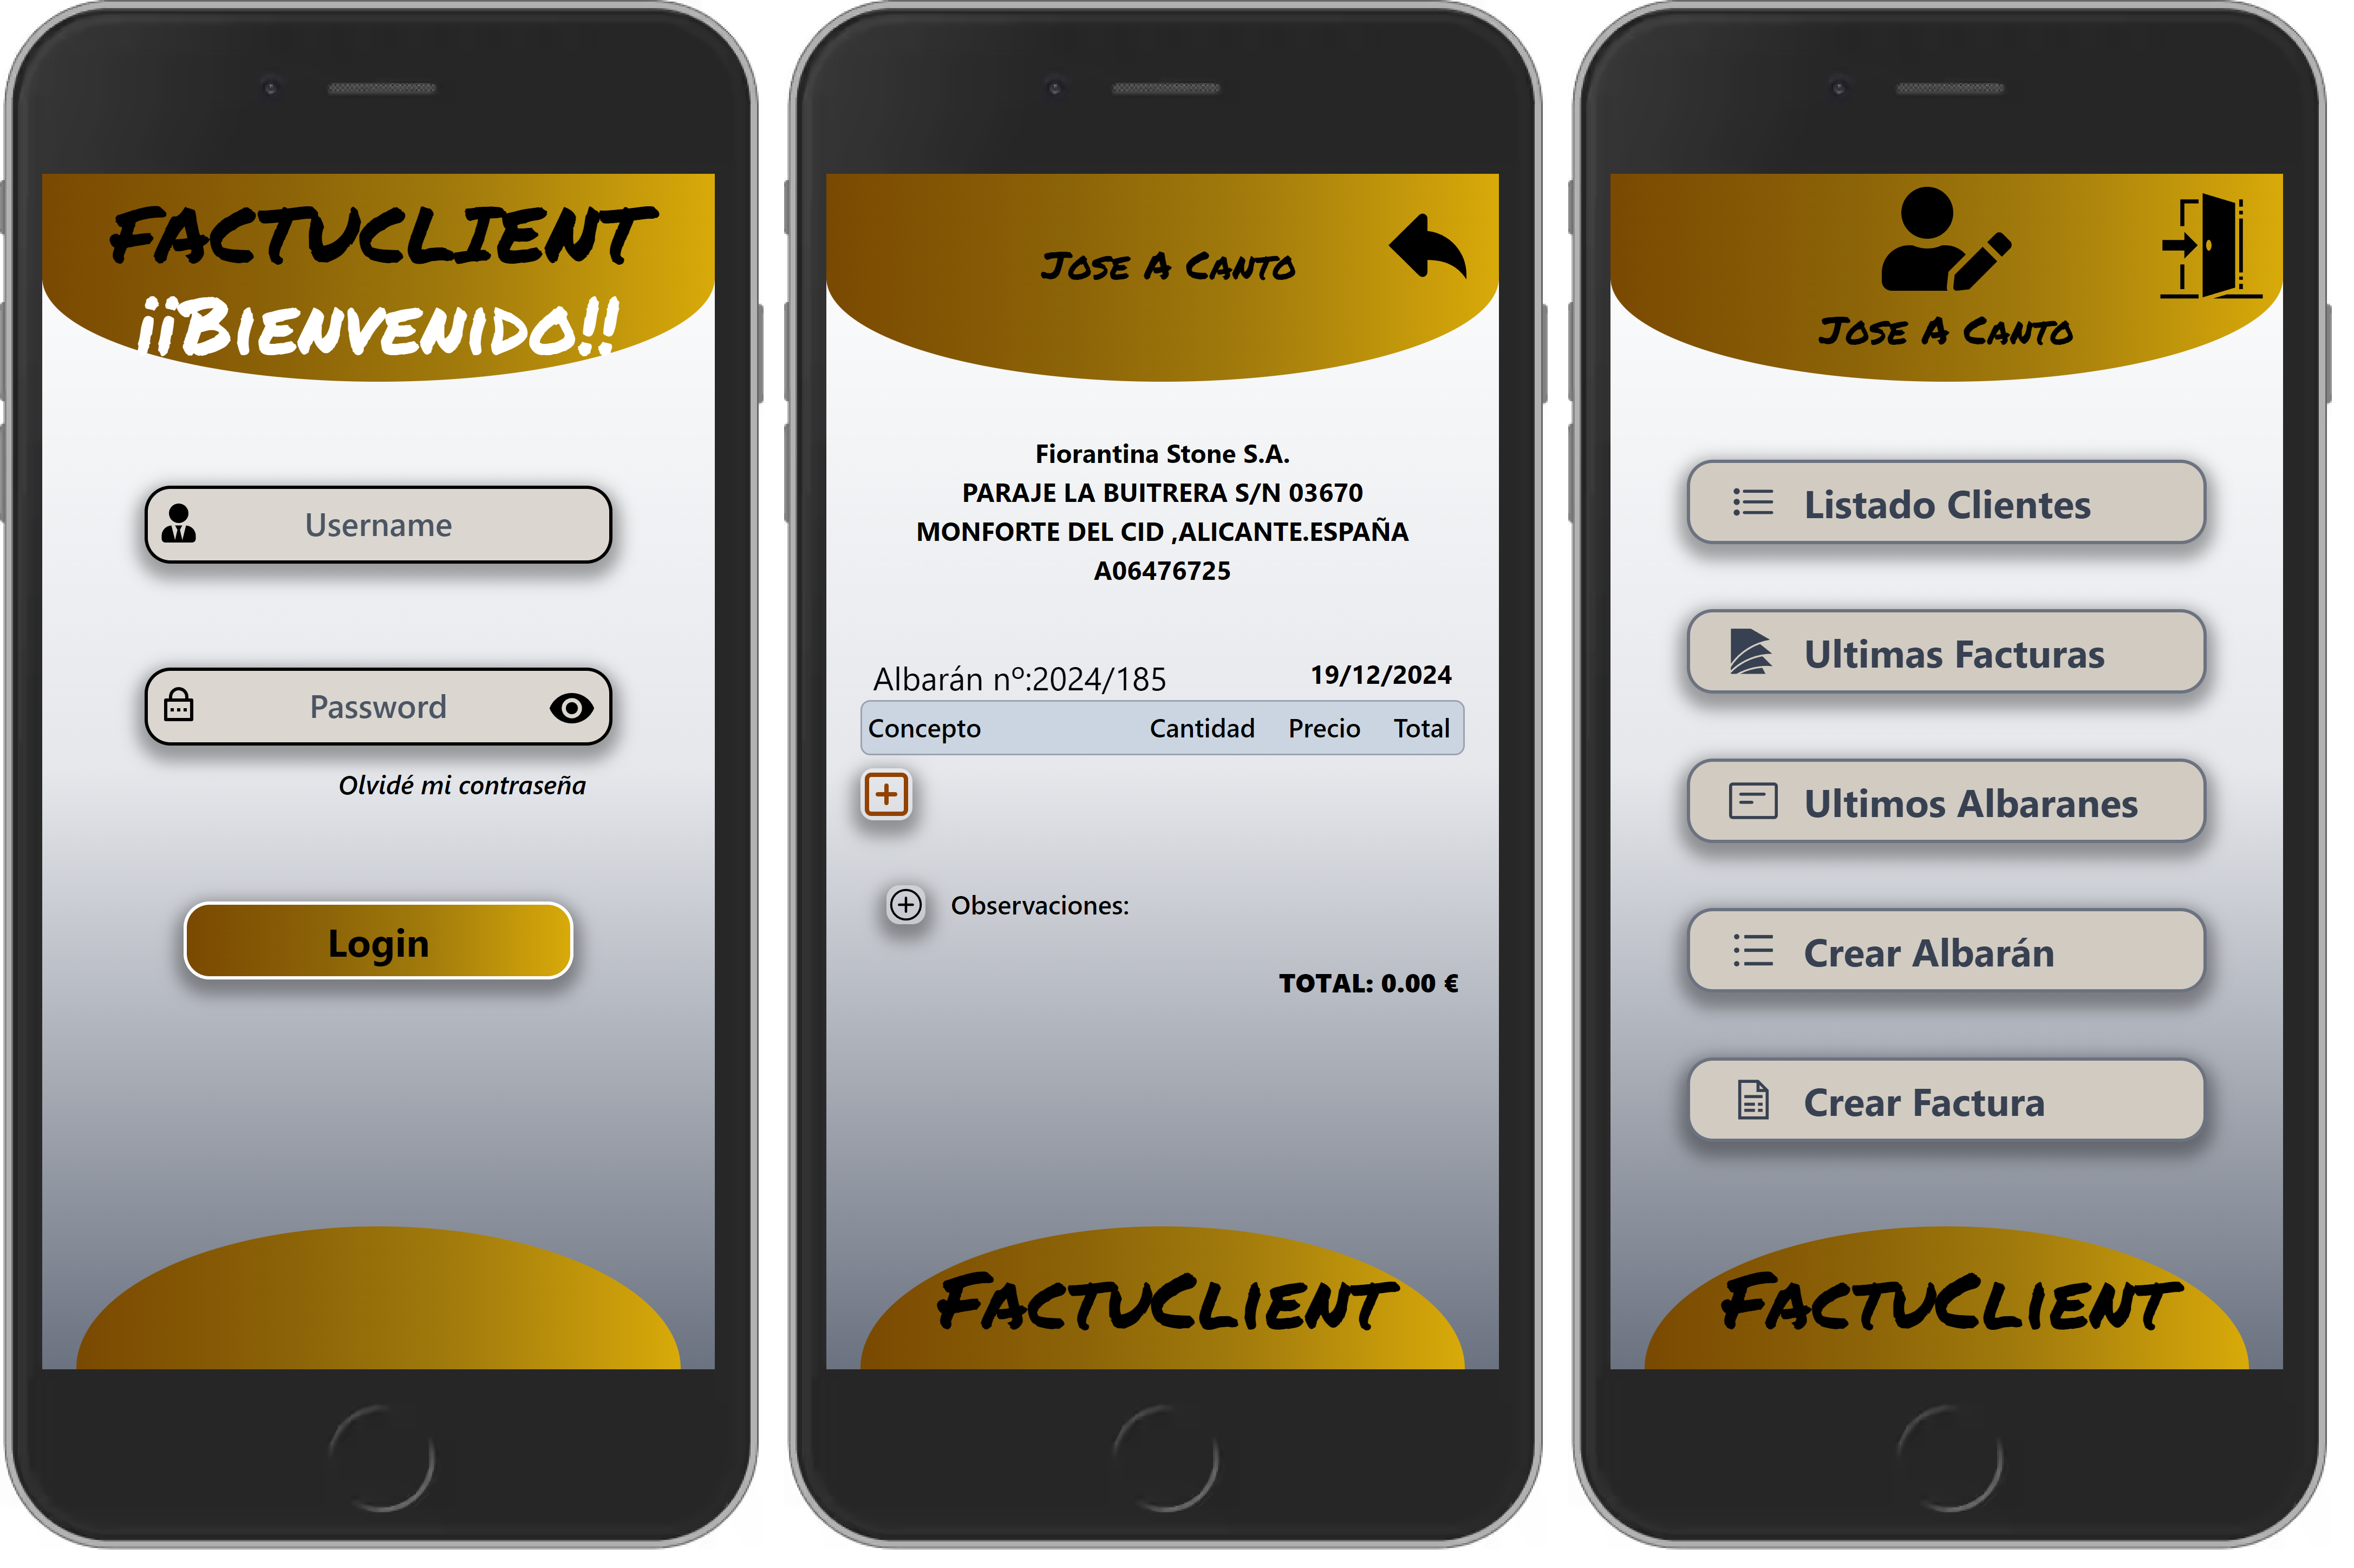 FACTUCLIENT
¡¡Bienvenido!!
Username
Password
Olvidé mi contraseña
Login
Jose A Canto
Fiorantina Stone S.A.
PARAJE LA BUITRERA S/N 03670
MONFORTE DEL CID ,ALICANTE.ESPAÑA
A06476725
Albarán nº:2024/185 19/12/2024
Concepto Cantidad Precio Total
Observaciones:
TOTAL: 0.00 €
FactuClient
Jose A Canto
Listado Clientes
Ultimas Facturas
Ultimos Albaranes
Crear Albarán
Crear Factura
FactuClient